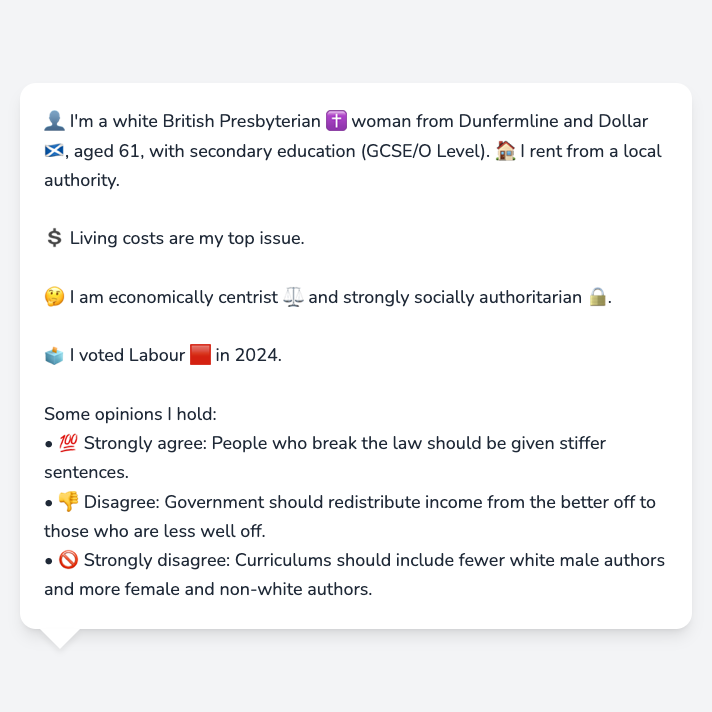 👤 I'm a white British Presbyterian ✝️ woman from Dunfermline and Dollar
🏴󠁧󠁢󠁳󠁣󠁴󠁿, aged 61, with secondary education (GCSE/O Level). 🏠 I rent from a local
authority.
💲 Living costs are my top issue.
🤔 I am economically centrist ⚖️ and strongly socially authoritarian 🔒.
🗳️ I voted Labour 🟥 in 2024.
Some opinions I hold:
• 💯 Strongly agree: People who break the law should be given stiffer
sentences.
• 👎 Disagree: Government should redistribute income from the better off to
those who are less well off.
• 🚫 Strongly disagree: Curriculums should include fewer white male authors
and more female and non-white authors.